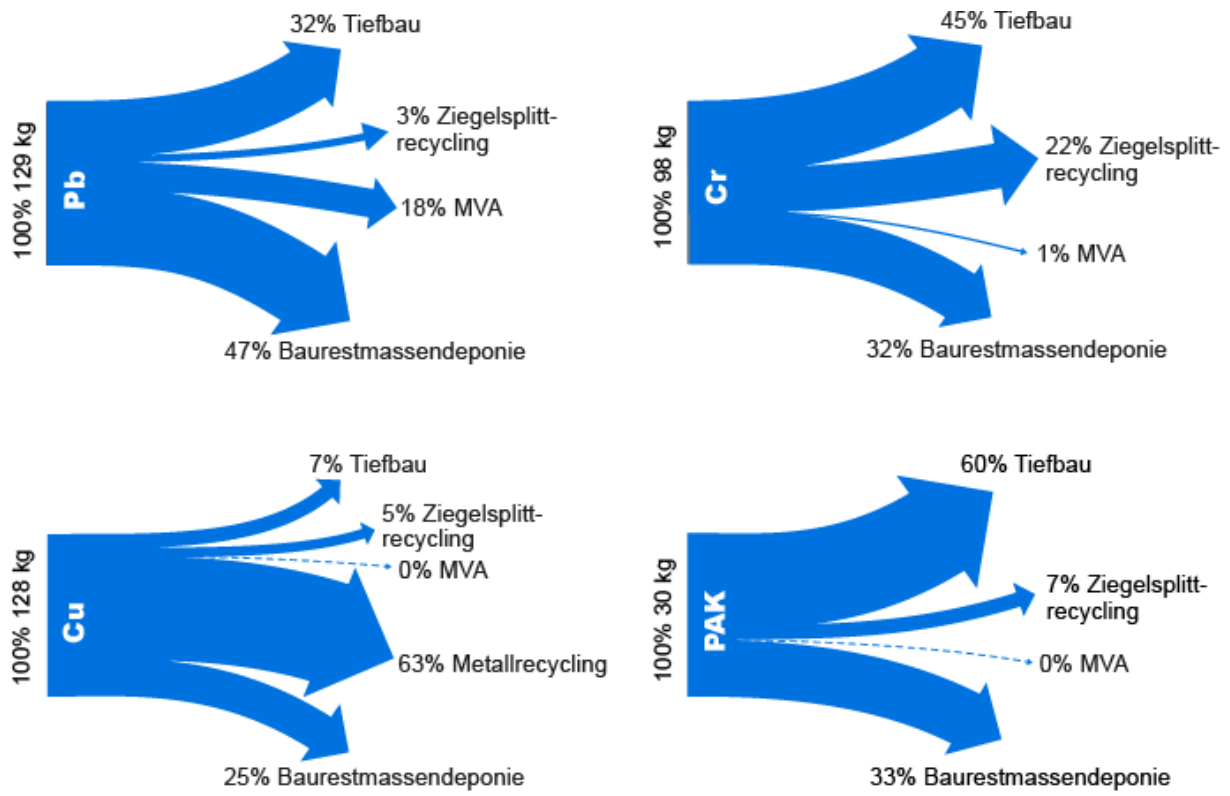 32% Tiefbau
3% Ziegelsplitt-
recycling
100% 129 kg
Pb
18% MVA
47% Baurestmassendeponie
45% Tiefbau
22% Ziegelsplitt-
recycling
100% 98 kg
Cr
1% MVA
32% Baurestmassendeponie
7% Tiefbau
5% Ziegelsplitt-
recycling
0% MVA
100% 128 kg
Cu
63% Metallrecycling
25% Baurestmassendeponie
60% Tiefbau
7% Ziegelsplitt-
recycling
100% 30 kg
PAK
0% MVA
33% Baurestmassendeponie